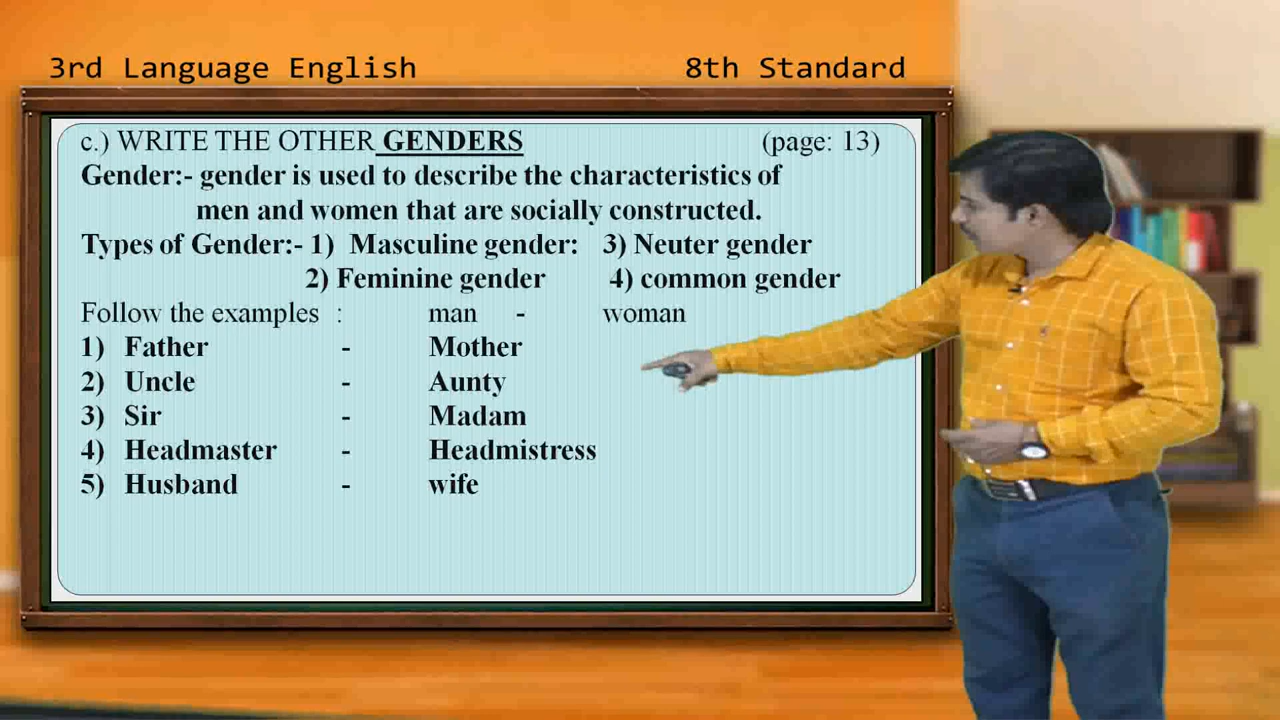 3rd Language English 8th Standard
c.) WRITE THE OTHER GENDERS (page: 13)
Gender:- gender is used to describe the characteristics of
men and women that are socially constructed.
Types of Gender:- 1) Masculine gender: 3) Neuter gender
2) Feminine gender 4) common gender
Follow the examples : man - woman
1) Father - Mother
2) Uncle - Aunty
3) Sir - Madam
4) Headmaster - Headmistress
5) Husband - wife